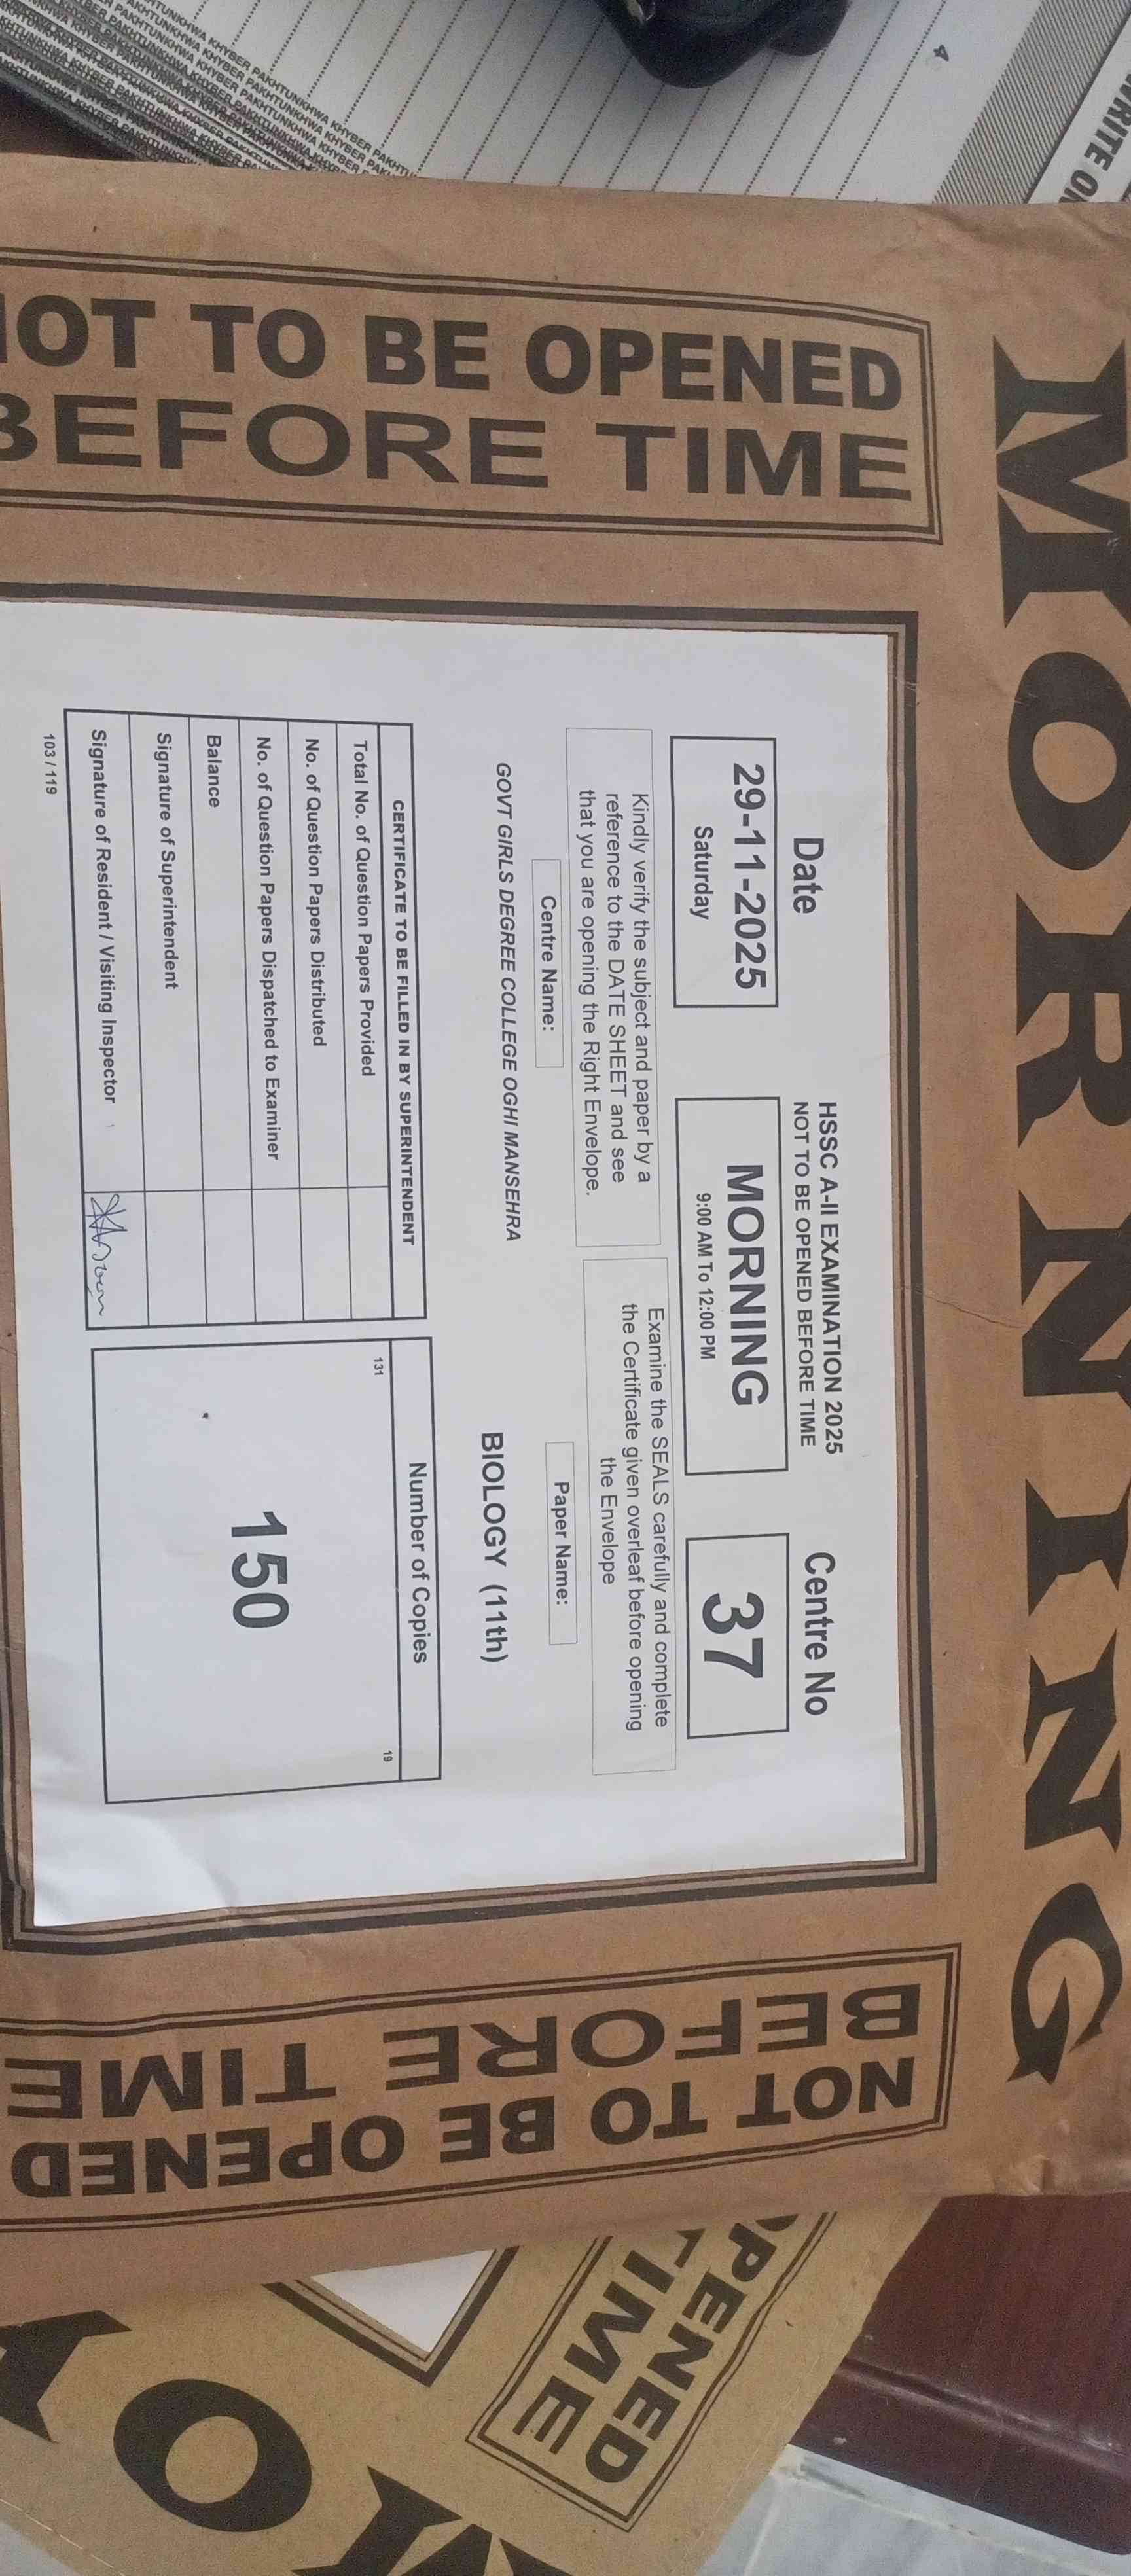 KHYBER PAKHTUNKHWA KHYBER PAKHTUNKHWA KHYBER PAKHTUNKHWA
WRITE ON
MORNING
NOT TO BE OPENED
BEFORE TIME
HSSC A-II EXAMINATION 2025
NOT TO BE OPENED BEFORE TIME
Date
29-11-2025
Saturday
MORNING
9:00 AM To 12:00 PM
Centre No
37
Kindly verify the subject and paper by a
reference to the DATE SHEET and see
that you are opening the Right Envelope.
Examine the SEALS carefully and complete
the Certificate given overleaf before opening
the Envelope
Centre Name:
Paper Name:
GOVT GIRLS DEGREE COLLEGE OGHI MANSEHRA
BIOLOGY (11th)
CERTIFICATE TO BE FILLED IN BY SUPERINTENDENT
Total No. of Question Papers Provided
No. of Question Papers Distributed
No. of Question Papers Dispatched to Examiner
Balance
Signature of Superintendent
Signature of Resident / Visiting Inspector
Number of Copies
131
19
150
103 / 119
NOT TO BE OPENED
BEFORE TIME
OPENED
TIME